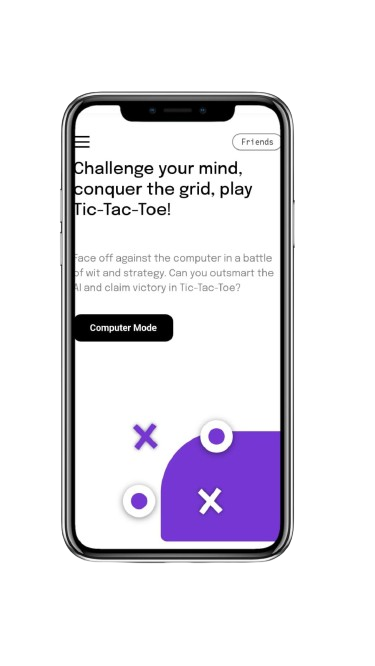 Friends
Challenge your mind,
conquer the grid, play
Tic-Tac-Toe!
Face off against the computer in a battle
of wit and strategy. Can you outsmart the
AI and claim victory in Tic-Tac-Toe?
Computer Mode